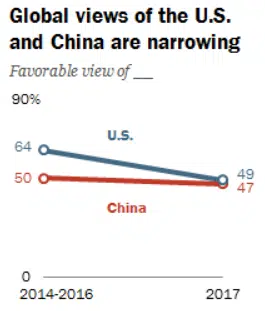 Global views of the U.S.
and China are narrowing
Favorable view of __
90%
64
U.S.
49
50
47
China
0
2014-2016 2017